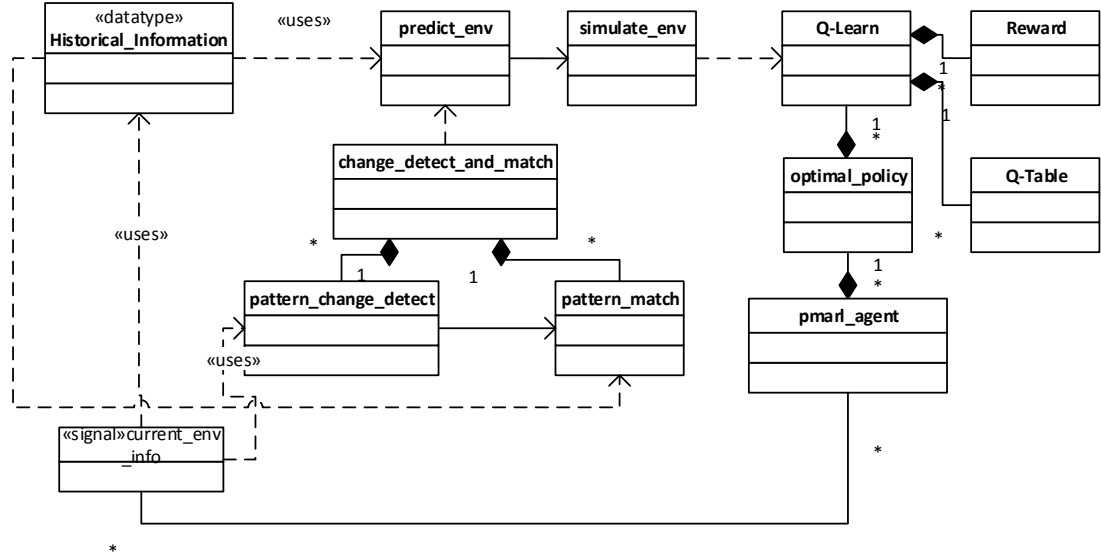 «datatype»
Historical_Information
«uses»
predict_env
simulate_env
Q-Learn
Reward
1
*
1
change_detect_and_match
1
*
optimal_policy
Q-Table
«uses»
*
*
*
1
1
1
*
pattern_change_detect
pattern_match
pmarl_agent
«uses»
«signal»current_env
_info
*
*